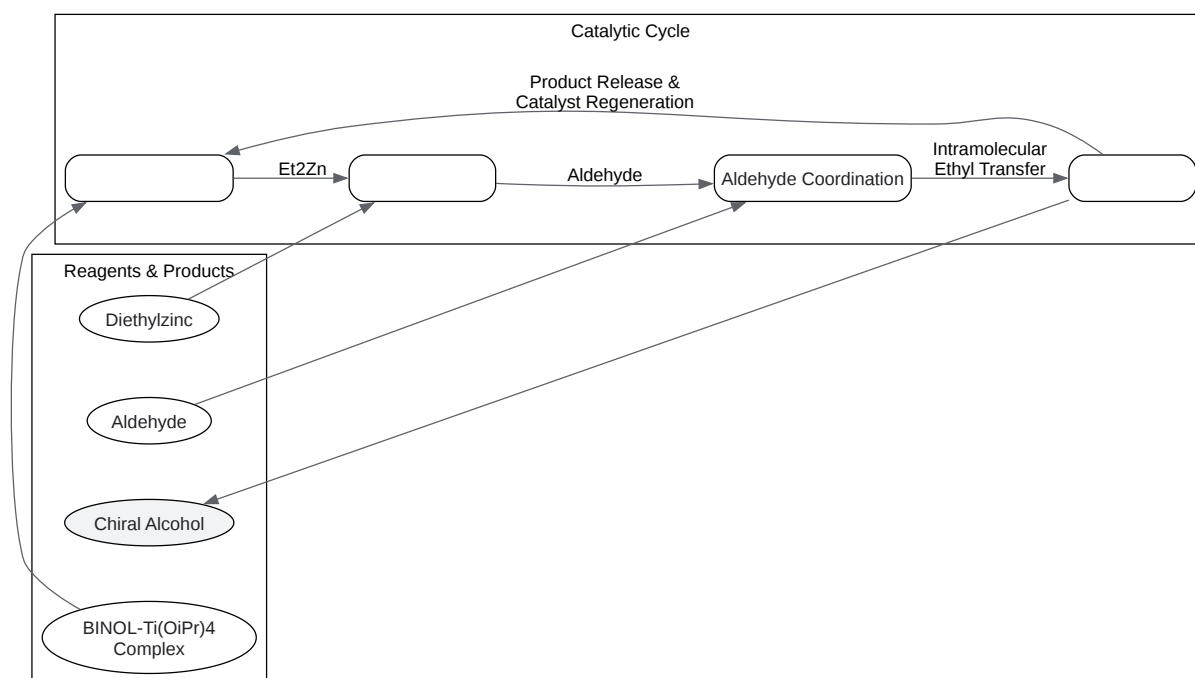 Catalytic Cycle
Product Release &
Catalyst Regeneration
Et2Zn
Aldehyde
Aldehyde Coordination
Intramolecular
Ethyl Transfer
Reagents & Products
Diethylzinc
Aldehyde
Chiral Alcohol
BINOL-Ti(OiPr)4
Complex